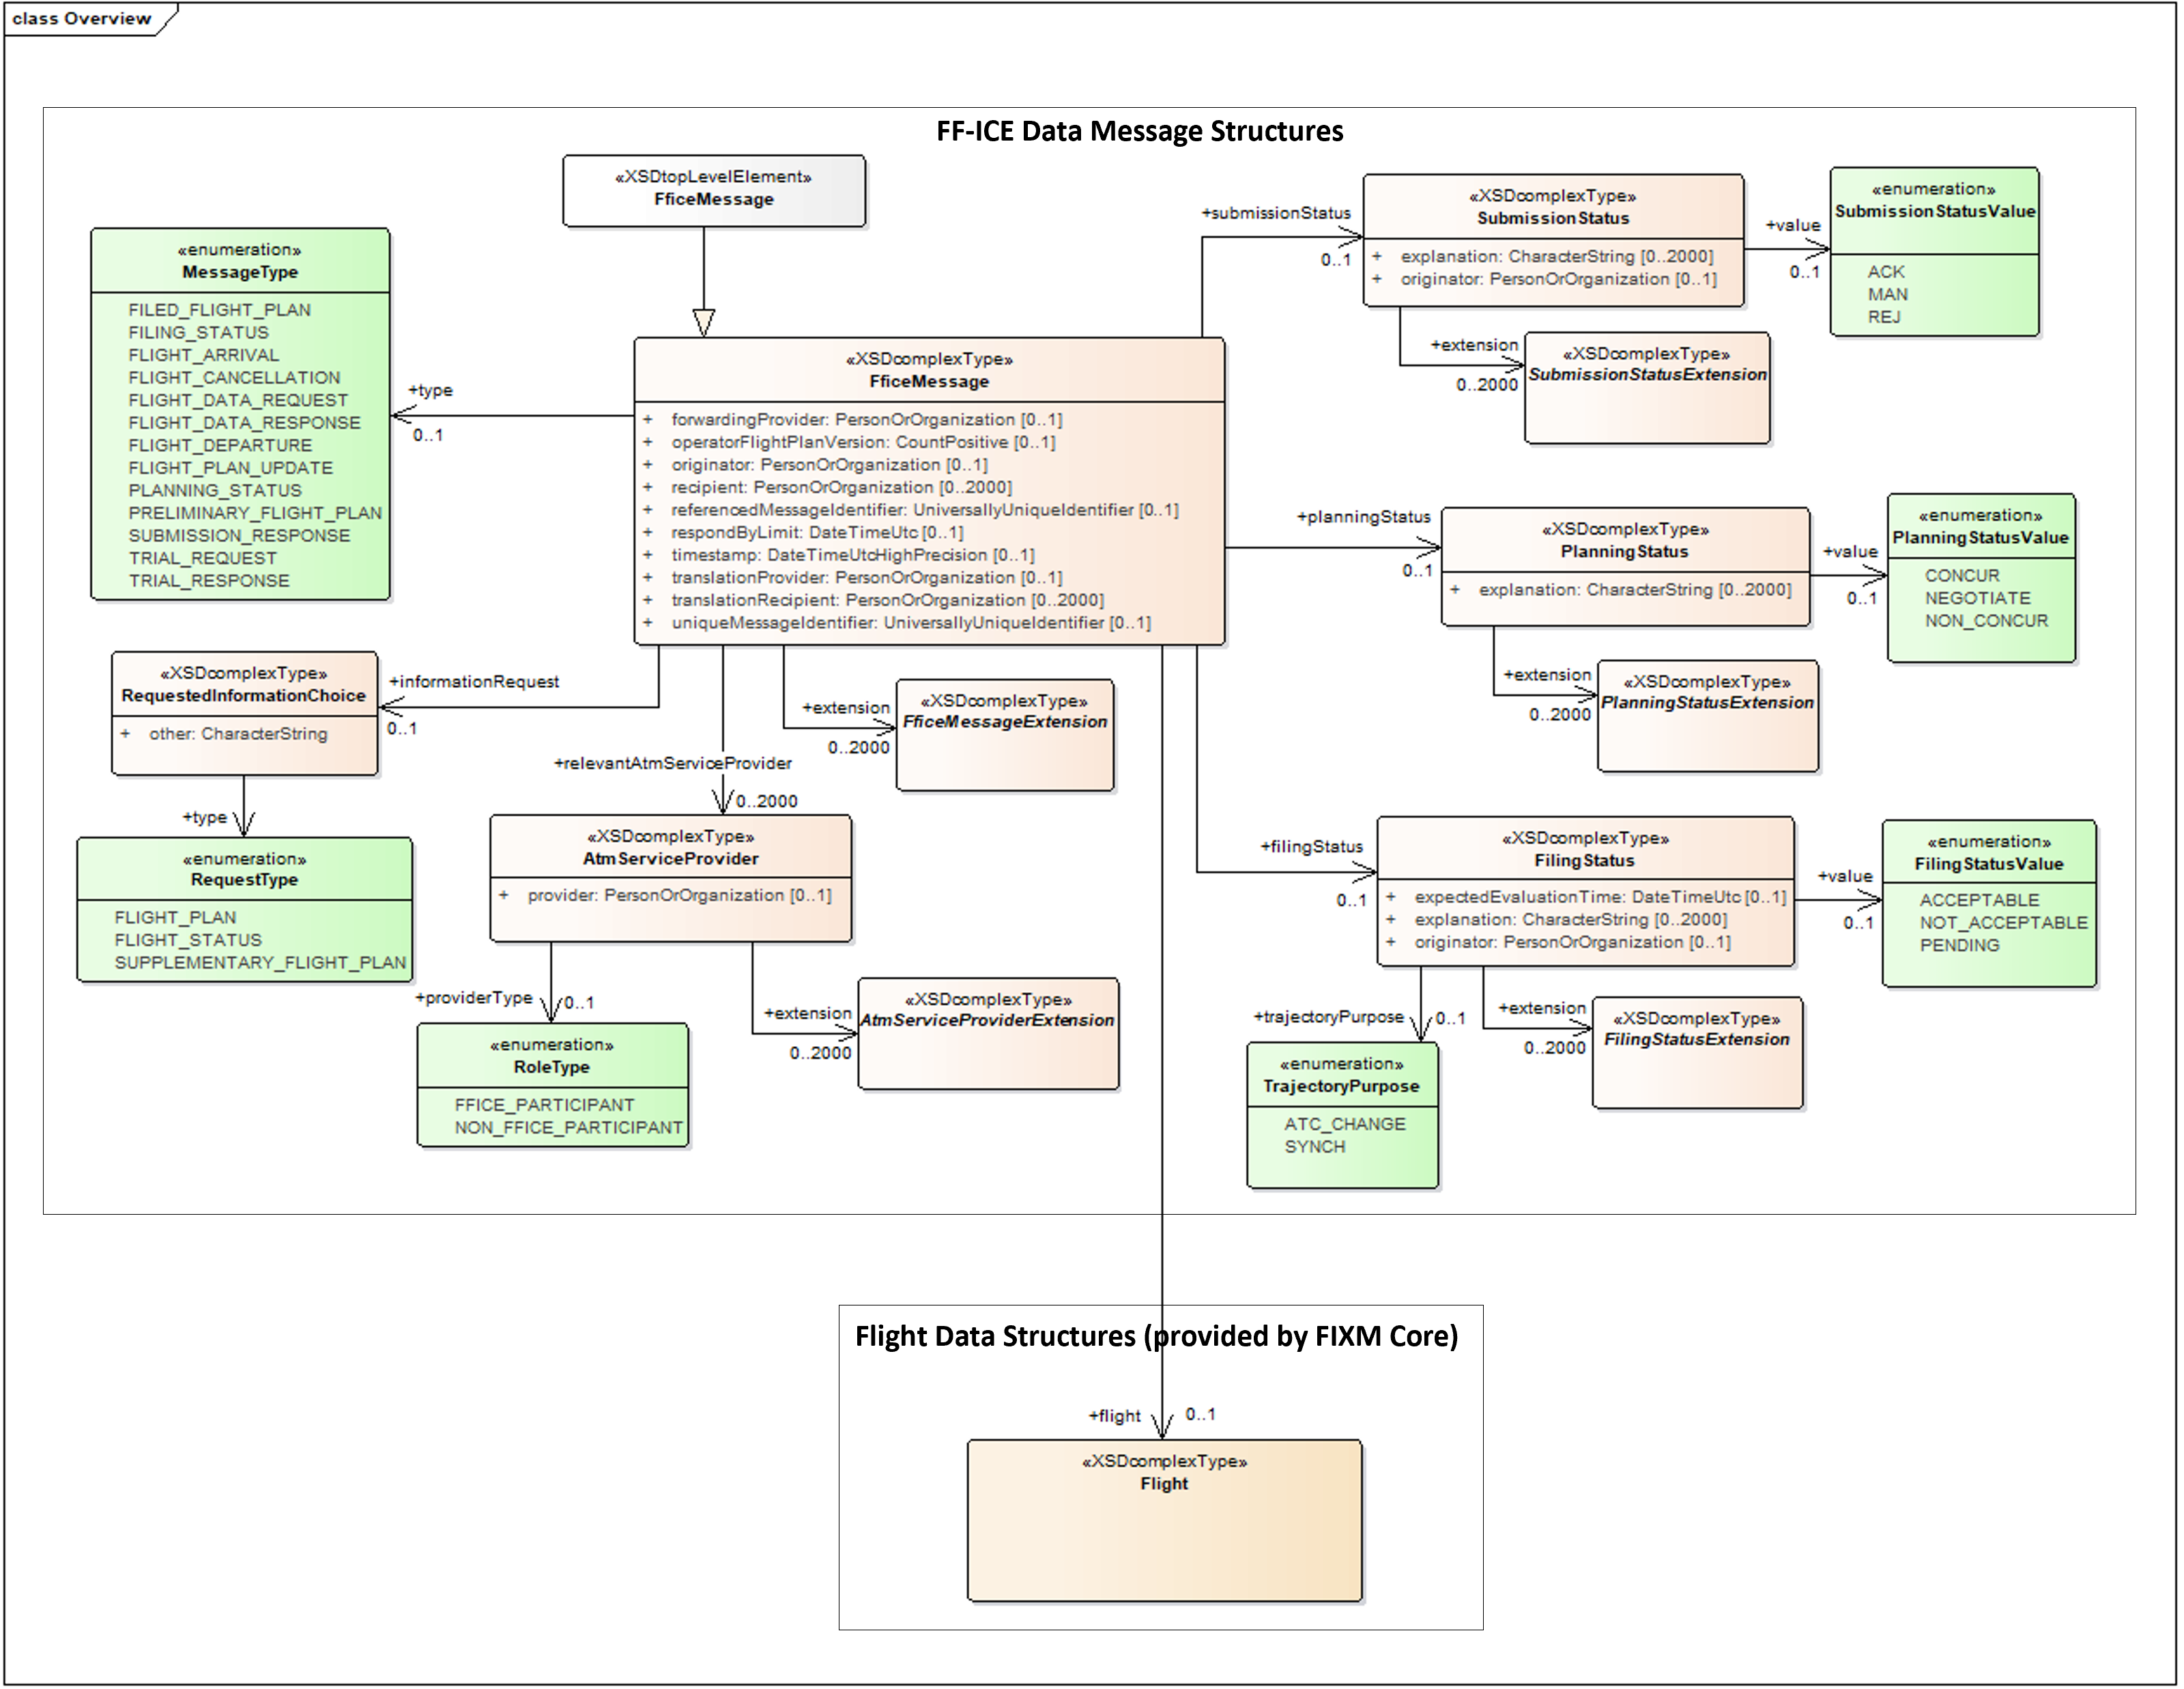 class Overview
FF-ICE Data Message Structures
«XSDtopLevelElement»
FficeMessage
«enumeration»
MessageType
FILED_FLIGHT_PLAN
FILING_STATUS
FLIGHT_ARRIVAL
FLIGHT_CANCELLATION
FLIGHT_DATA_REQUEST
FLIGHT_DATA_RESPONSE
FLIGHT_DEPARTURE
FLIGHT_PLAN_UPDATE
PLANNING_STATUS
PRELIMINARY_FLIGHT_PLAN
SUBMISSION_RESPONSE
TRIAL_REQUEST
TRIAL_RESPONSE
+type
0..1
«XSDcomplexType»
FficeMessage
+ forwardingProvider: PersonOrOrganization [0..1]
+ operatorFlightPlanVersion: CountPositive [0..1]
+ originator: PersonOrOrganization [0..1]
+ recipient: PersonOrOrganization [0..2000]
+ referencedMessageIdentifier: UniversallyUniqueIdentifier [0..1]
+ respondByLimit: DateTimeUtc [0..1]
+ timestamp: DateTimeUtcHighPrecision [0..1]
+ translationProvider: PersonOrOrganization [0..1]
+ translationRecipient: PersonOrOrganization [0..2000]
+ uniqueMessageIdentifier: UniversallyUniqueIdentifier [0..1]
+submissionStatus
0..1
«XSDcomplexType»
SubmissionStatus
+ explanation: CharacterString [0..2000]
+ originator: PersonOrOrganization [0..1]
+value
0..1
«enumeration»
SubmissionStatusValue
ACK
MAN
REJ
+extension
0..2000
«XSDcomplexType»
SubmissionStatusExtension
+planningStatus
0..1
«XSDcomplexType»
PlanningStatus
+ explanation: CharacterString [0..2000]
+value
0..1
«enumeration»
PlanningStatusValue
CONCUR
NEGOTIATE
NON_CONCUR
+extension
0..2000
«XSDcomplexType»
PlanningStatusExtension
«XSDcomplexType»
RequestedInformationChoice
+ other: CharacterString
+informationRequest
0..1
+type
«enumeration»
RequestType
FLIGHT_PLAN
FLIGHT_STATUS
SUPPLEMENTARY_FLIGHT_PLAN
+extension
0..2000
«XSDcomplexType»
FficeMessageExtension
+relevantAtmServiceProvider
0..2000
«XSDcomplexType»
AtmServiceProvider
+ provider: PersonOrOrganization [0..1]
+providerType
0..1
«enumeration»
RoleType
FFICE_PARTICIPANT
NON_FFICE_PARTICIPANT
+extension
0..2000
«XSDcomplexType»
AtmServiceProviderExtension
+filingStatus
0..1
«XSDcomplexType»
FilingStatus
+ expectedEvaluationTime: DateTimeUtc [0..1]
+ explanation: CharacterString [0..2000]
+ originator: PersonOrOrganization [0..1]
+value
0..1
«enumeration»
FilingStatusValue
ACCEPTABLE
NOT_ACCEPTABLE
PENDING
+trajectoryPurpose
0..1
«enumeration»
TrajectoryPurpose
ATC_CHANGE
SYNCH
+extension
0..2000
«XSDcomplexType»
FilingStatusExtension
Flight Data Structures (provided by FIXM Core)
+flight
0..1
«XSDcomplexType»
Flight